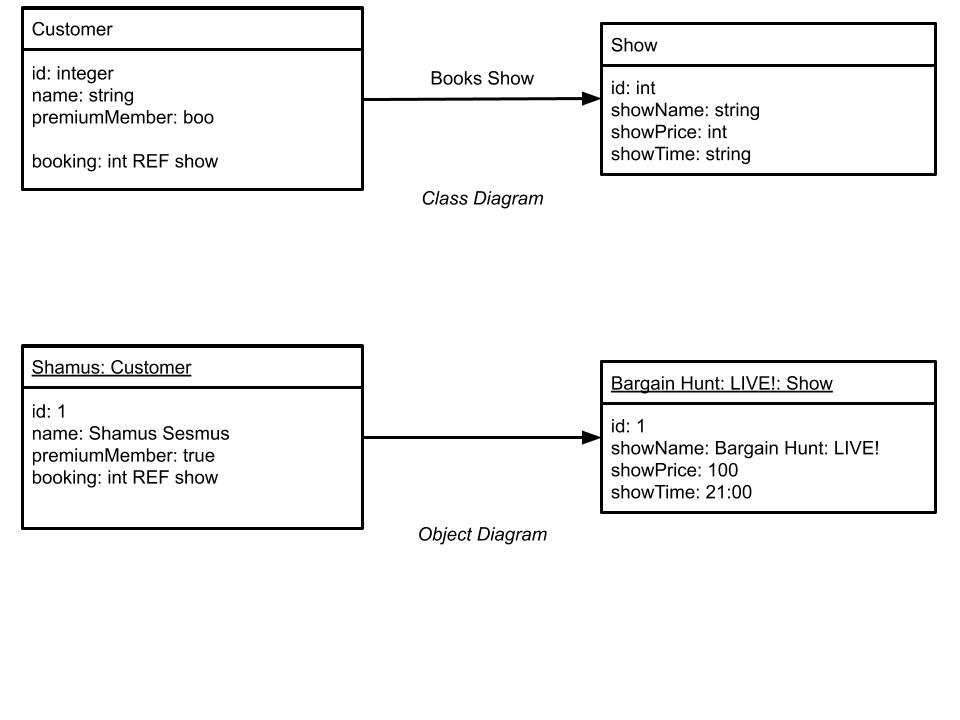 Customer
id: integer
name: string
premiumMember: boo
booking: int REF show
Books Show
Show
id: int
showName: string
showPrice: int
showTime: string
Class Diagram
Shamus: Customer
id: 1
name: Shamus Sesmus
premiumMember: true
booking: int REF show
Bargain Hunt: LIVE!: Show
id: 1
showName: Bargain Hunt: LIVE!
showPrice: 100
showTime: 21:00
Object Diagram